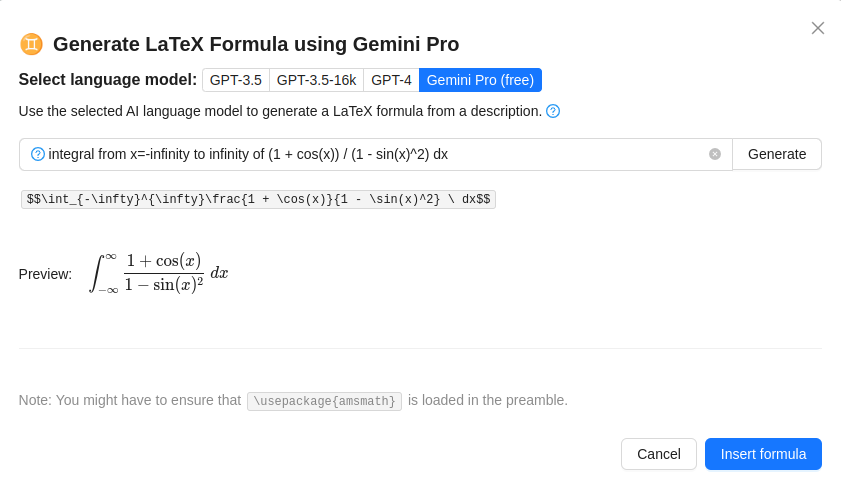 ♊ Generate LaTeX Formula using Gemini Pro
Select language model: GPT-3.5 GPT-3.5-16k GPT-4 Gemini Pro (free)
Use the selected AI language model to generate a LaTeX formula from a description.
integral from x=-infinity to infinity of (1 + cos(x)) / (1 - sin(x)^2) dx Generate
$$\int_{-\infty}^{\infty}\frac{1 + \cos(x)}{1 - \sin(x)^2} \ dx$$
Preview: ∫_{−∞}^{∞} (1 + cos(x))/(1 − sin(x)²) dx
Note: You might have to ensure that \usepackage{amsmath} is loaded in the preamble.
Cancel Insert formula